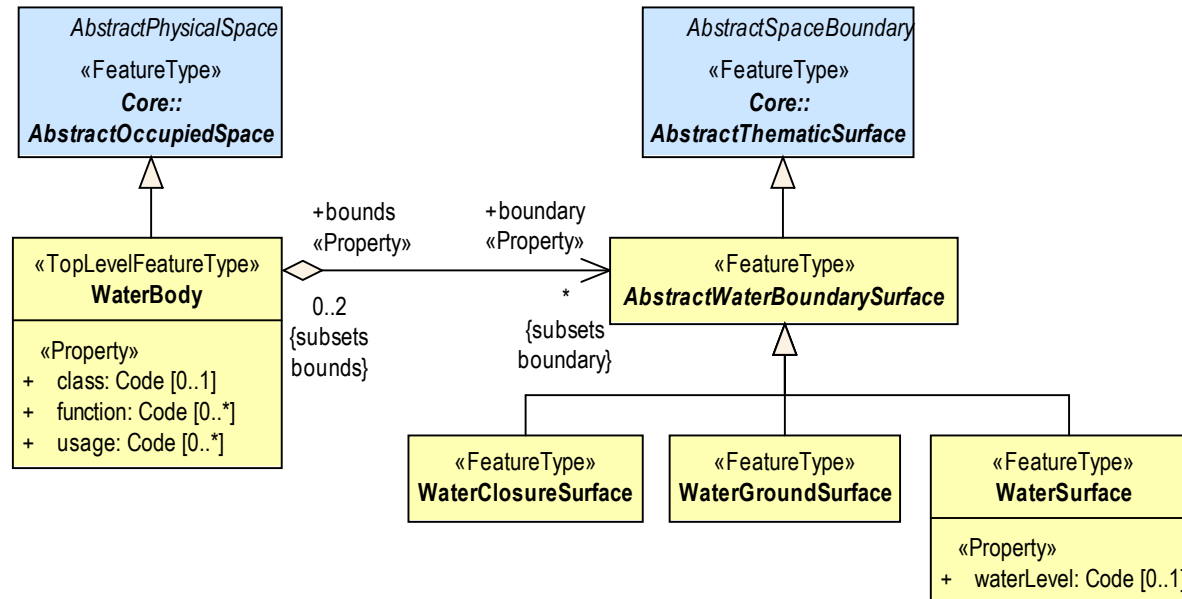 AbstractPhysicalSpace
«FeatureType»
Core::
AbstractOccupiedSpace
AbstractSpaceBoundary
«FeatureType»
Core::
AbstractThematicSurface
+bounds
«Property»
+boundary
«Property»
0..2
{subsets
bounds}
*
{subsets
boundary}
«TopLevelFeatureType»
WaterBody
«Property»
+ class: Code [0..1]
+ function: Code [0..*]
+ usage: Code [0..*]
«FeatureType»
AbstractWaterBoundarySurface
«FeatureType»
WaterClosureSurface
«FeatureType»
WaterGroundSurface
«FeatureType»
WaterSurface
«Property»
+ waterLevel: Code [0..1]